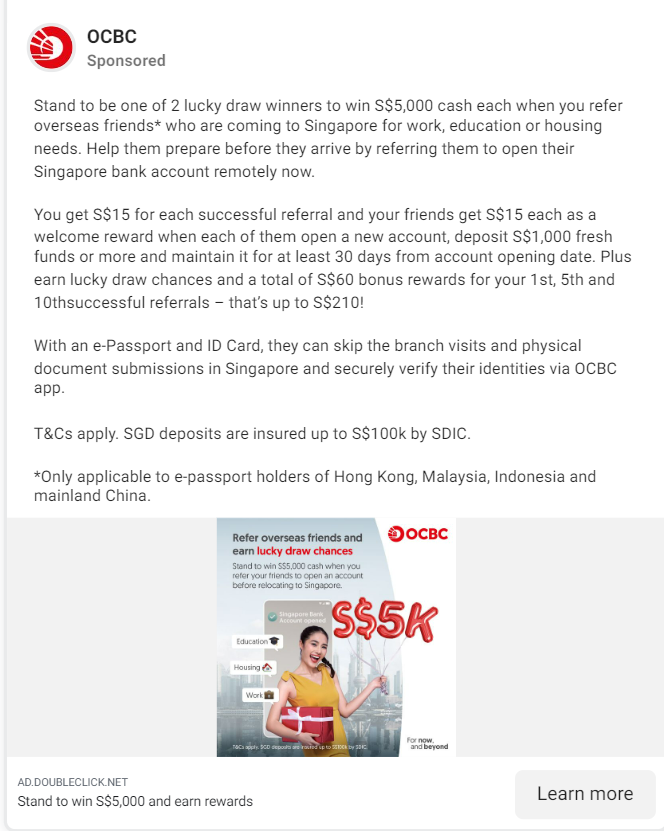 OCBC
Sponsored
Stand to be one of 2 lucky draw winners to win S$5,000 cash each when you refer
overseas friends* who are coming to Singapore for work, education or housing
needs. Help them prepare before they arrive by referring them to open their
Singapore bank account remotely now.
You get S$15 for each successful referral and your friends get S$15 each as a
welcome reward when each of them open a new account, deposit S$1,000 fresh
funds or more and maintain it for at least 30 days from account opening date. Plus
earn lucky draw chances and a total of S$60 bonus rewards for your 1st, 5th and
10thsuccessful referrals – that's up to S$210!
With an e-Passport and ID Card, they can skip the branch visits and physical
document submissions in Singapore and securely verify their identities via OCBC
app.
T&Cs apply. SGD deposits are insured up to S$100k by SDIC.
*Only applicable to e-passport holders of Hong Kong, Malaysia, Indonesia and
mainland China.
Refer overseas friends and
earn lucky draw chances
OCBC
Stand to win S$5,000 cash when you
refer your friends to open an account
before relocating to Singapore.
Singapore Bank
Account opened
S$5K
Education
Housing
Work
T&Cs apply. SGD deposits are insured up to S$100k by SDIC.
For now,
and beyond
AD.DOUBLECLICK.NET
Stand to win S$5,000 and earn rewards
Learn more